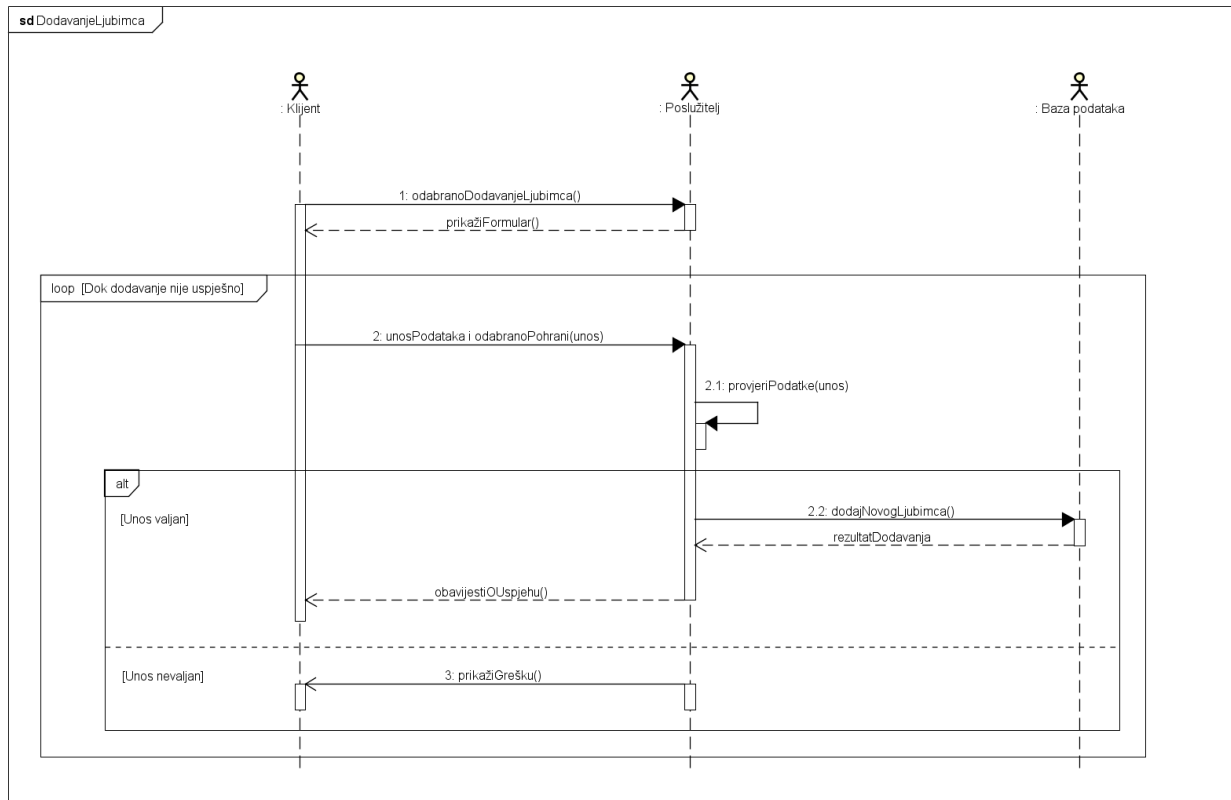 sd DodavanjeLjubimca
: Klijent
: Poslužitelj
: Baza podataka
1: odabranoDodavanjeLjubimca()
prikažiFormular()
loop [Dok dodavanje nije uspješno]
2: unosPodataka i odabranoPohrani(unos)
2.1: provjeriPodatke(unos)
alt
[Unos valjan]
2.2: dodajNovogLjubimca()
rezultatDodavanja
obavijestiOUspjehu()
[Unos nevaljan]
3: prikažiGrešku()